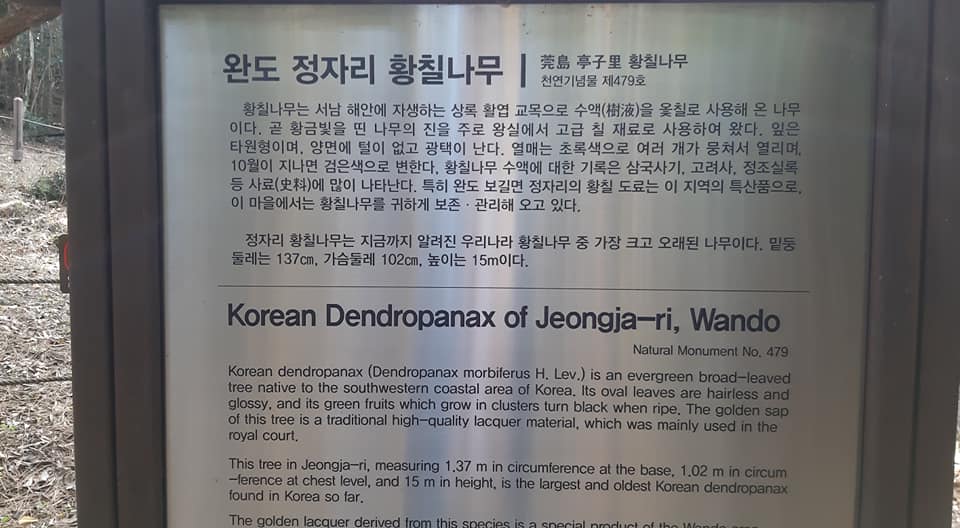 완도 정자리 황칠나무 | 莞島 亭子里 황칠나무
천연기념물 제479호
황칠나무는 서남 해안에 자생하는 상록 활엽 교목으로 수액(樹液)을 옻칠로 사용해 온 나무
이다. 곧 황금빛을 띤 나무의 진을 주로 왕실에서 고급 칠 재료로 사용하여 왔다. 잎은
타원형이며, 양면에 털이 없고 광택이 난다. 열매는 초록색으로 여러 개가 뭉쳐서 열리며,
10월이 지나면 검은색으로 변한다. 황칠나무 수액에 대한 기록은 삼국사기, 고려사, 정조실록
등 사료(史料)에 많이 나타난다. 특히 완도 보길면 정자리의 황칠 도료는 이 지역의 특산품으로,
이 마을에서는 황칠나무를 귀하게 보존 · 관리해 오고 있다.
정자리 황칠나무는 지금까지 알려진 우리나라 황칠나무 중 가장 크고 오래된 나무이다. 밑둥
둘레는 137㎝, 가슴둘레 102㎝, 높이는 15m이다.
Korean Dendropanax of Jeongja-ri, Wando
Natural Monument No. 479
Korean dendropanax (Dendropanax morbiferus H. Lev.) is an evergreen broad-leaved
tree native to the southwestern coastal area of Korea. Its oval leaves are hairless and
glossy, and its green fruits which grow in clusters turn black when ripe. The golden sap
of this tree is a traditional high-quality lacquer material, which was mainly used in the
royal court.
This tree in Jeongja-ri, measuring 1.37 m in circumference at the base, 1.02 m in circum
-ference at chest level, and 15 m in height, is the largest and oldest Korean dendropanax
found in Korea so far.
The golden lacquer derived from this species is a special product of the Wando area